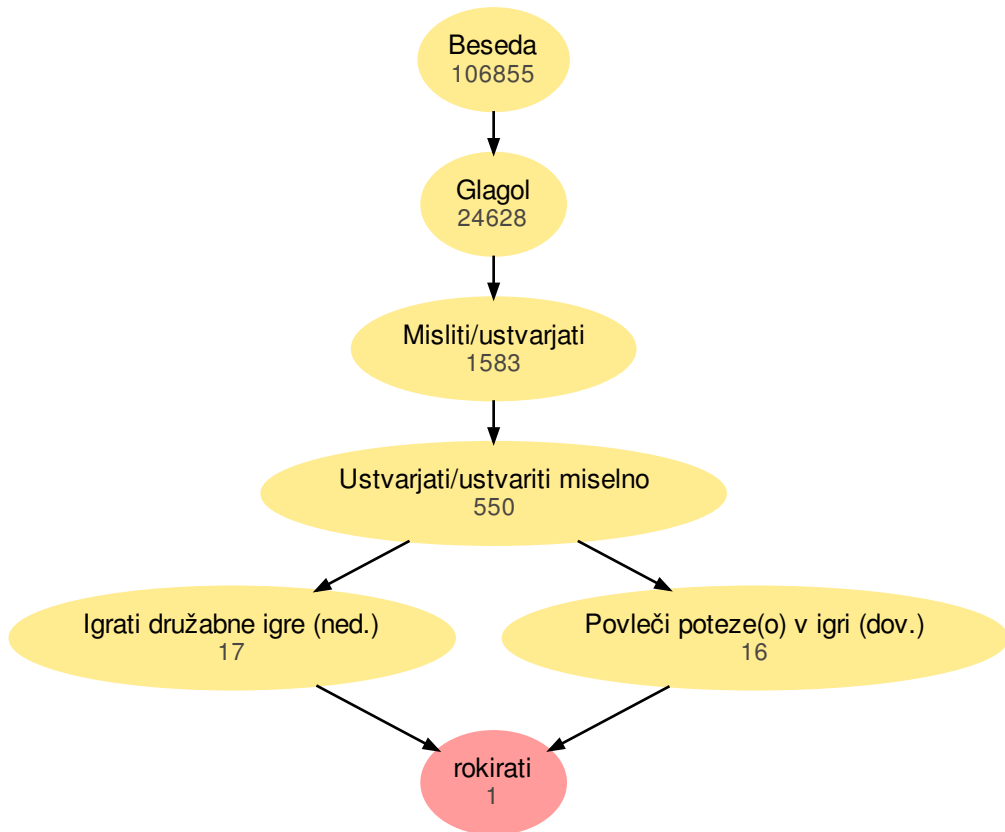 Beseda
106855
Glagol
24628
Misliti/ustvarjati
1583
Ustvarjati/ustvariti miselno
550
Igrati družabne igre (ned.)
17
Povleči poteze(o) v igri (dov.)
16
rokirati
1